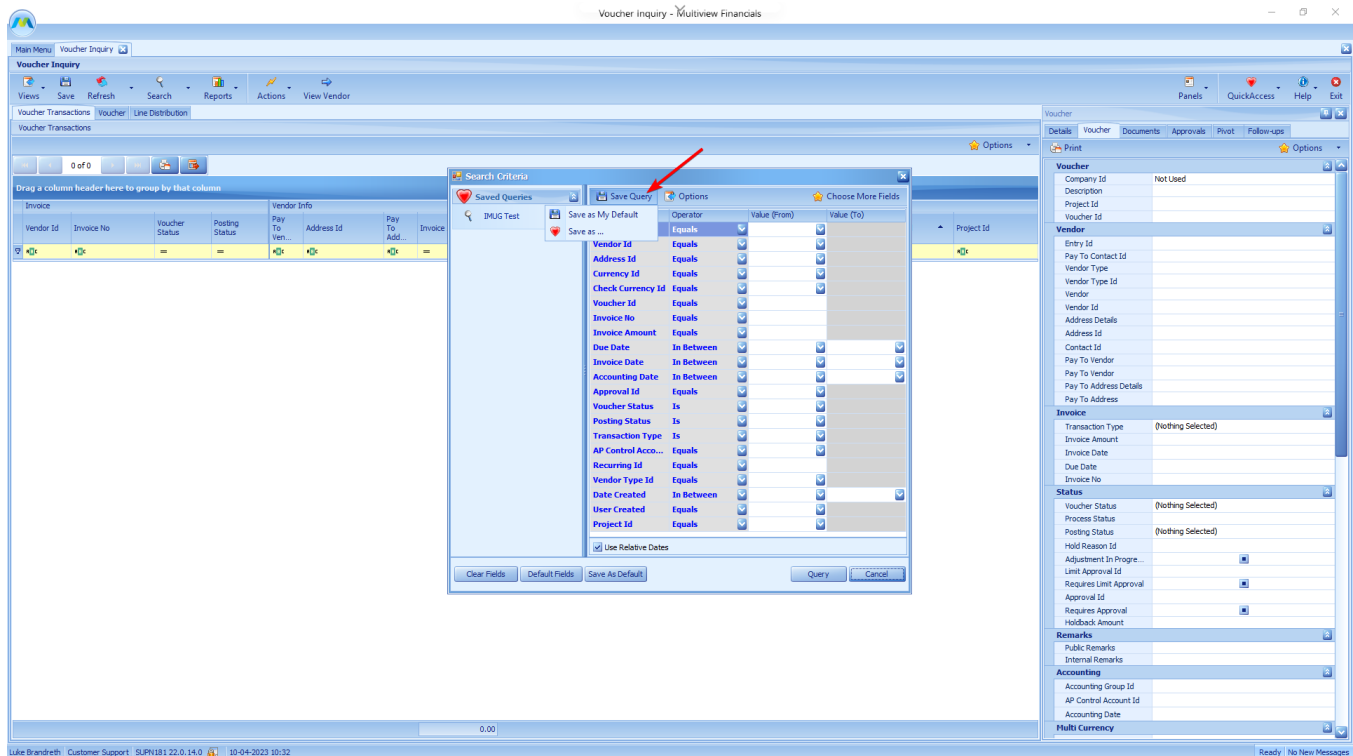 Voucher Inquiry - Multiview Financials
Main Menu Voucher Inquiry
Voucher Inquiry
Views Save Refresh Search Reports Actions View Vendor Panels QuickAccess Help Exit
Voucher Transactions Voucher Line Distribution
Voucher Transactions
Options
0 of 0
Drag a column header here to group by that column
Invoice Vendor Info
Vendor Id Invoice No Voucher Status Posting Status Pay To Ven... Address Id Pay To Add... Invoice Project Id
= = =
0.00
Search Criteria
Saved Queries
IMUG Test
Save Query Options Choose More Fields
Save as My Default
Save as ...
Operator Value (From) Value (To)
Equals
Vendor Id Equals
Address Id Equals
Currency Id Equals
Check Currency Id Equals
Voucher Id Equals
Invoice No Equals
Invoice Amount Equals
Due Date In Between
Invoice Date In Between
Accounting Date In Between
Approval Id Equals
Voucher Status Is
Posting Status Is
Transaction Type Is
AP Control Acco... Equals
Recurring Id Equals
Vendor Type Id Equals
Date Created In Between
User Created Equals
Project Id Equals
Use Relative Dates
Clear Fields Default Fields Save As Default Query Cancel
Voucher
Details Voucher Documents Approvals Pivot Follow-ups
Print Options
Voucher
Company Id Not Used
Description
Project Id
Voucher Id
Vendor
Entry Id
Pay To Contact Id
Vendor Type
Vendor Type Id
Vendor
Vendor Id
Address Details
Address Id
Contact Id
Pay To Vendor
Pay To Vendor
Pay To Address Details
Pay To Address
Invoice
Transaction Type (Nothing Selected)
Invoice Amount
Invoice Date
Due Date
Invoice No
Status
Voucher Status (Nothing Selected)
Process Status
Posting Status (Nothing Selected)
Hold Reason Id
Adjustment In Progre...
Limit Approval Id
Requires Limit Approval
Approval Id
Requires Approval
Holdback Amount
Remarks
Public Remarks
Internal Remarks
Accounting
Accounting Group Id
AP Control Account Id
Accounting Date
Multi Currency
Luke Brandreth Customer Support SUPN181 22.0.14.0 10-04-2023 10:32 Ready No New Messages